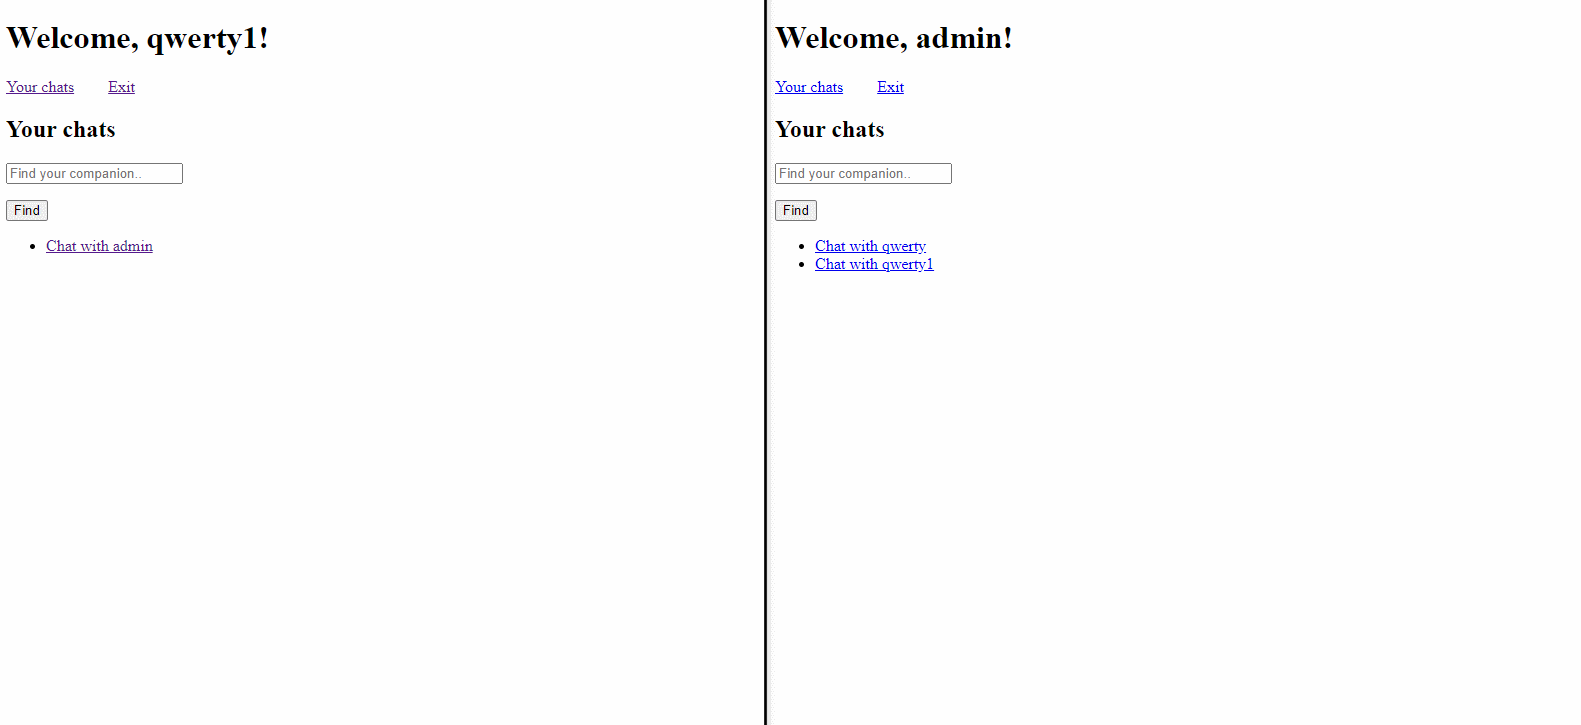 Welcome, qwerty1!
Your chats Exit
Your chats
Find your companion..
Find
Chat with admin
Welcome, admin!
Your chats Exit
Your chats
Find your companion..
Find
Chat with qwerty
Chat with qwerty1